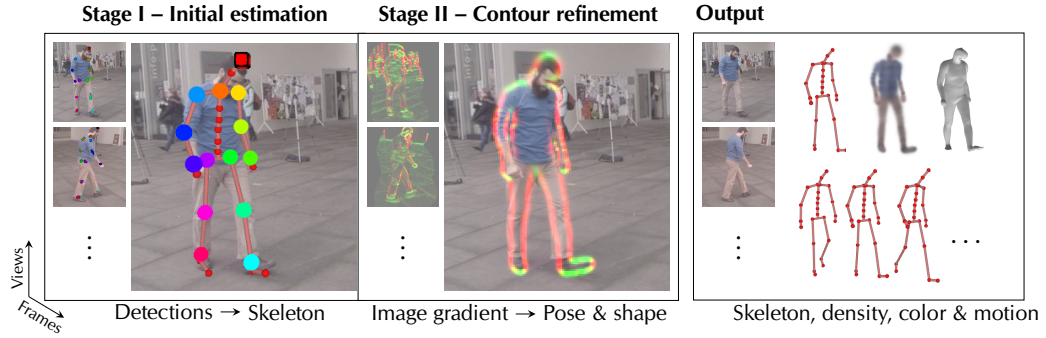 Stage I – Initial estimation
Stage II – Contour refinement
Output
Views
Frames
Detections → Skeleton
Image gradient → Pose & shape
Skeleton, density, color & motion